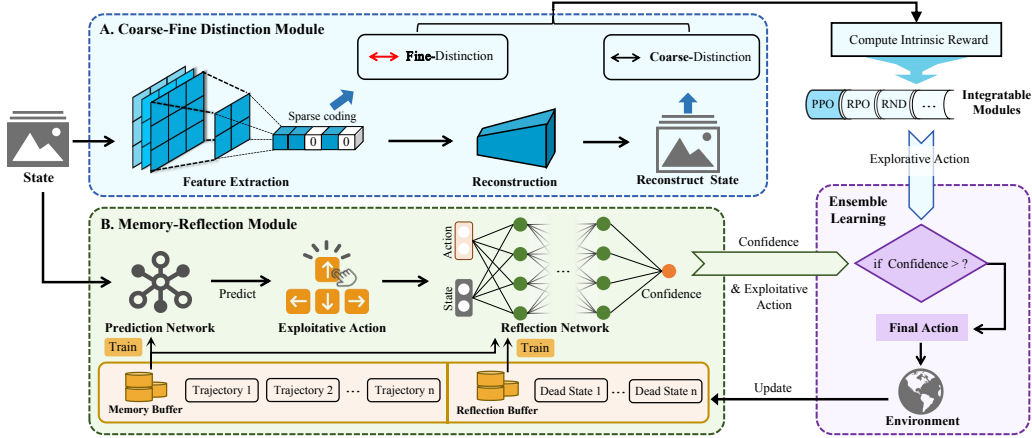 A. Coarse-Fine Distinction Module
Fine-Distinction
Coarse-Distinction
Compute Intrinsic Reward
PPO
RPO
RND
...
Integratable
Modules
Sparse coding
0
0
State
Feature Extraction
Reconstruction
Reconstruct State
Explorative Action
B. Memory-Reflection Module
Action
State
...
Confidence
Predict
Prediction Network
Exploitative Action
Reflection Network
Train
Train
Memory Buffer
Trajectory 1
Trajectory 2
...
Trajectory n
Reflection Buffer
Dead State 1
...
Dead State n
Confidence
& Exploitative
Action
Update
Ensemble
Learning
if Confidence > ?
Final Action
Environment